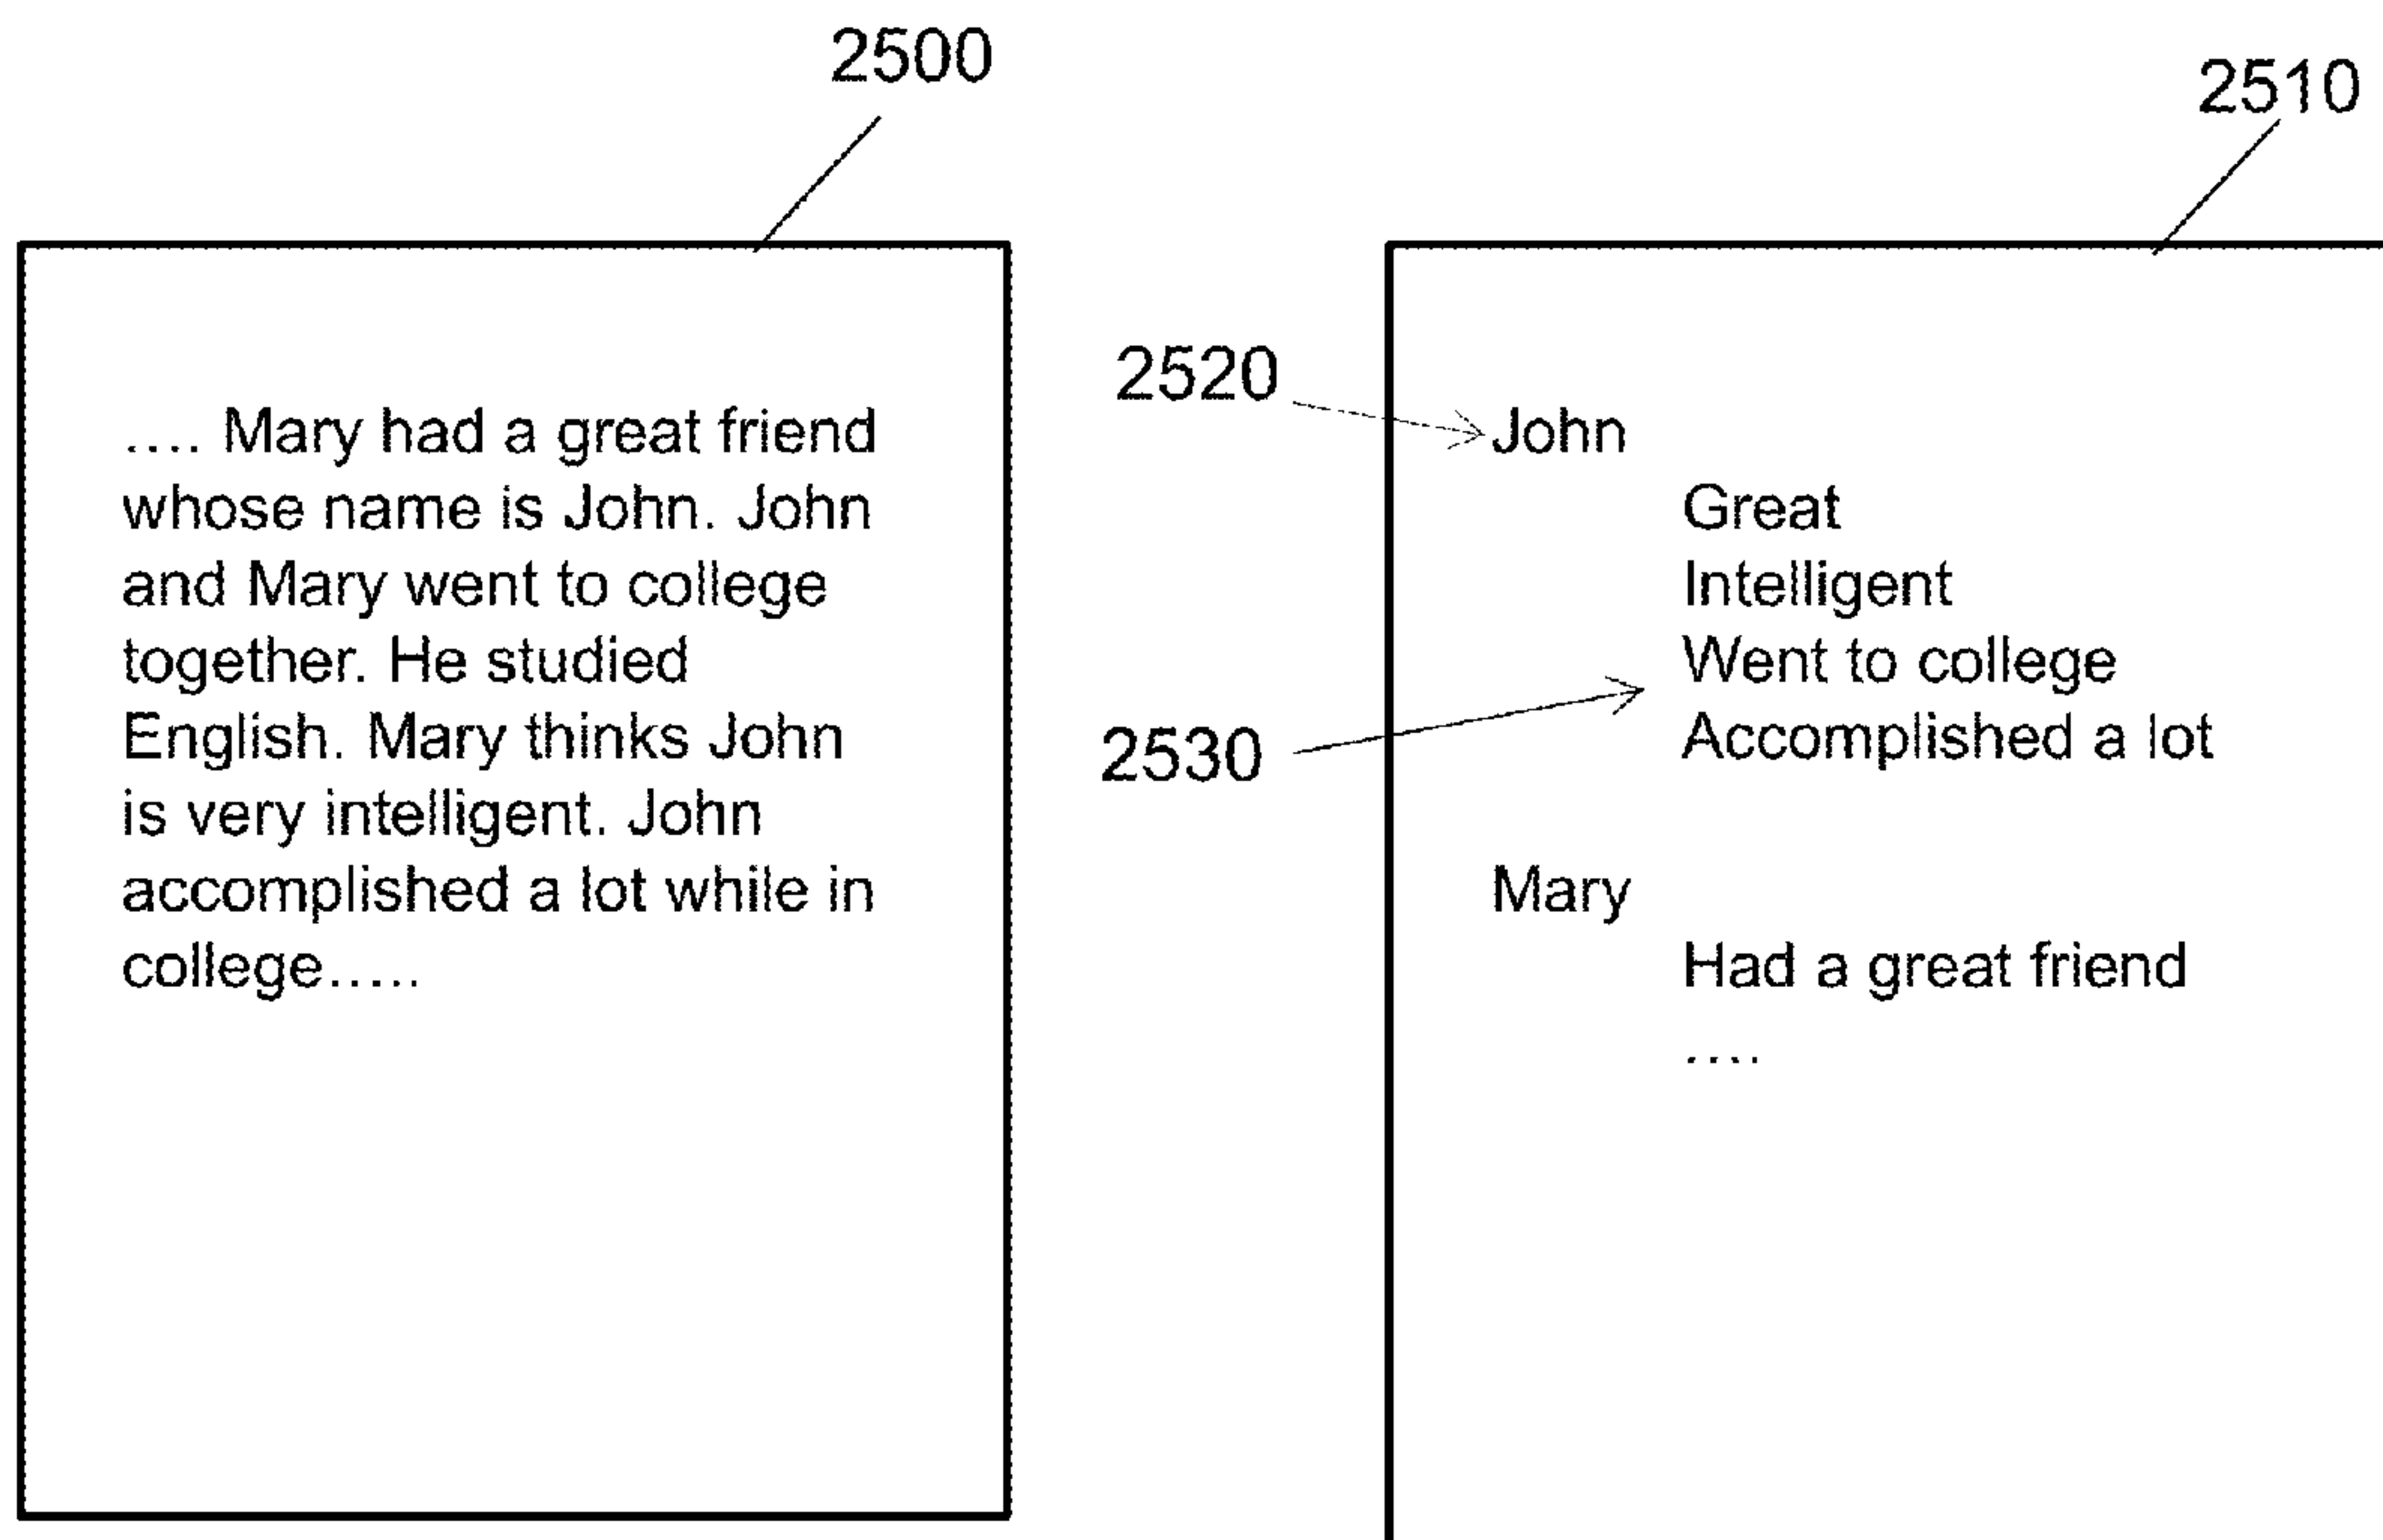 2500
2510
.... Mary had a great friend
whose name is John. John
and Mary went to college
together. He studied
English. Mary thinks John
is very intelligent. John
accomplished a lot while in
college.....
2520
John
Great
Intelligent
Went to college
2530
Accomplished a lot
Mary
Had a great friend
....